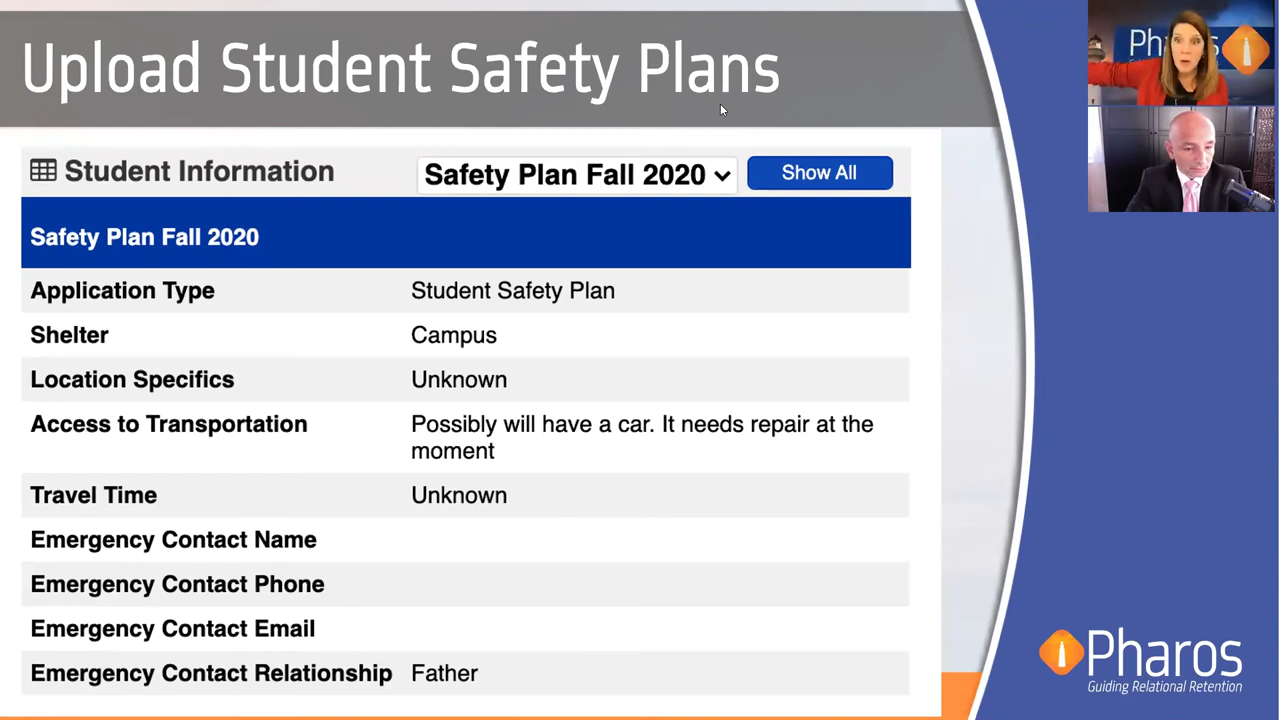 Upload Student Safety Plans
Pharos
Student Information
Safety Plan Fall 2020
Show All
Safety Plan Fall 2020
Application Type
Student Safety Plan
Shelter
Campus
Location Specifics
Unknown
Access to Transportation
Possibly will have a car. It needs repair at the
moment
Travel Time
Unknown
Emergency Contact Name
Emergency Contact Phone
Emergency Contact Email
Emergency Contact Relationship
Father
Pharos
Guiding Relational Retention